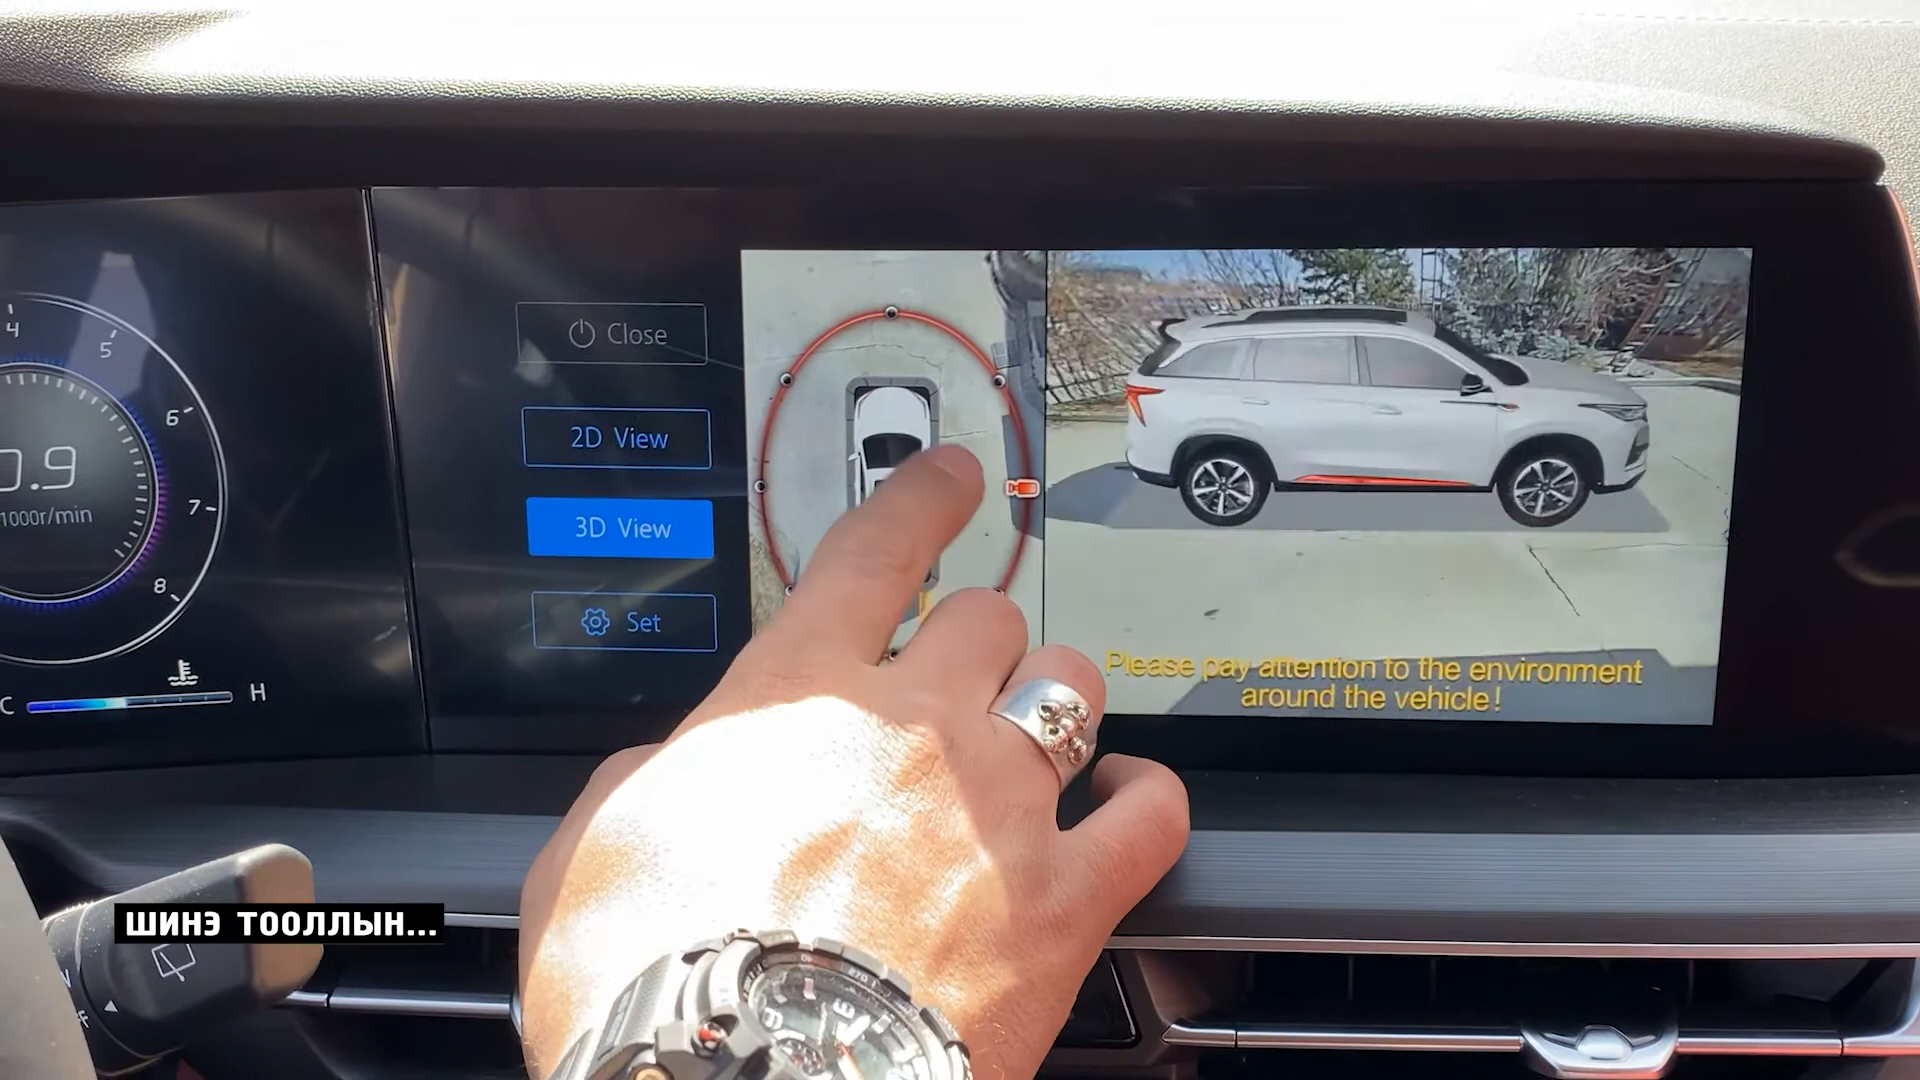 4
5
6
7
8
0.9
1000r/min
C
H
Close
2D View
3D View
Set
Please pay attention to the environment
around the vehicle!
ШИНЭ ТООЛЛЫН...